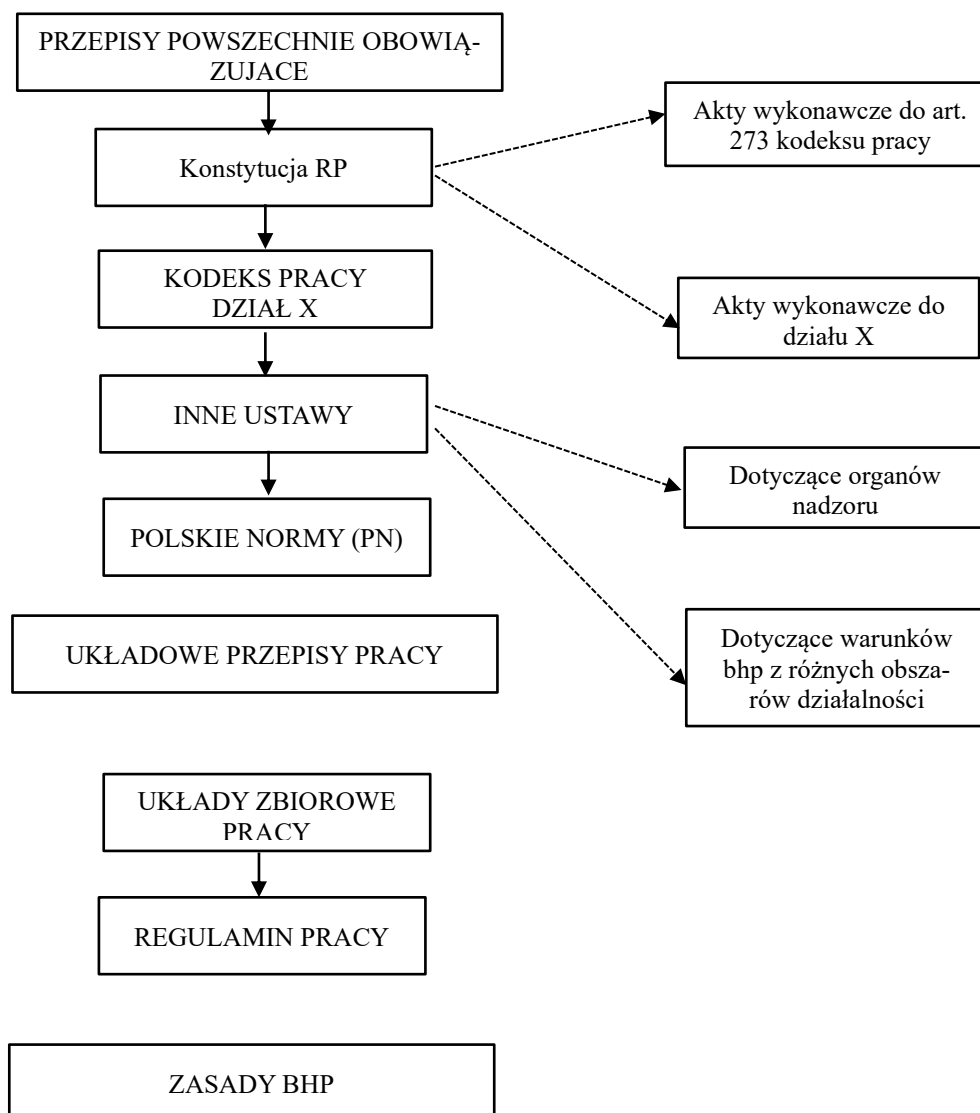 PRZEPISY POWSZECHNIE OBOWIĄ-
ZUJACE
Akty wykonawcze do art.
273 kodeksu pracy
Konstytucja RP
KODEKS PRACY
DZIAŁ X
Akty wykonawcze do
działu X
INNE USTAWY
Dotyczące organów
nadzoru
POLSKIE NORMY (PN)
UKŁADOWE PRZEPISY PRACY
Dotyczące warunków
bhp z różnych obsza-
rów działalności
UKŁADY ZBIOROWE
PRACY
REGULAMIN PRACY
ZASADY BHP